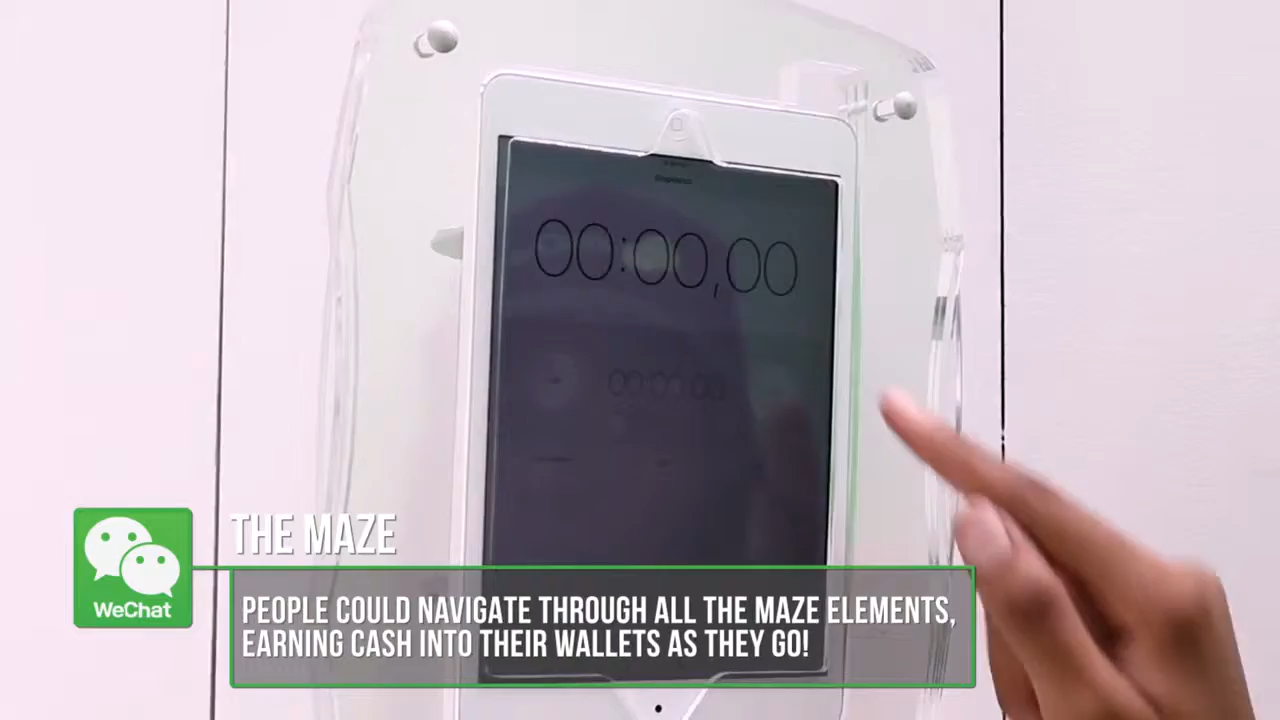 00:00,00
THE MAZE
WeChat
PEOPLE COULD NAVIGATE THROUGH ALL THE MAZE ELEMENTS,
EARNING CASH INTO THEIR WALLETS AS THEY GO!